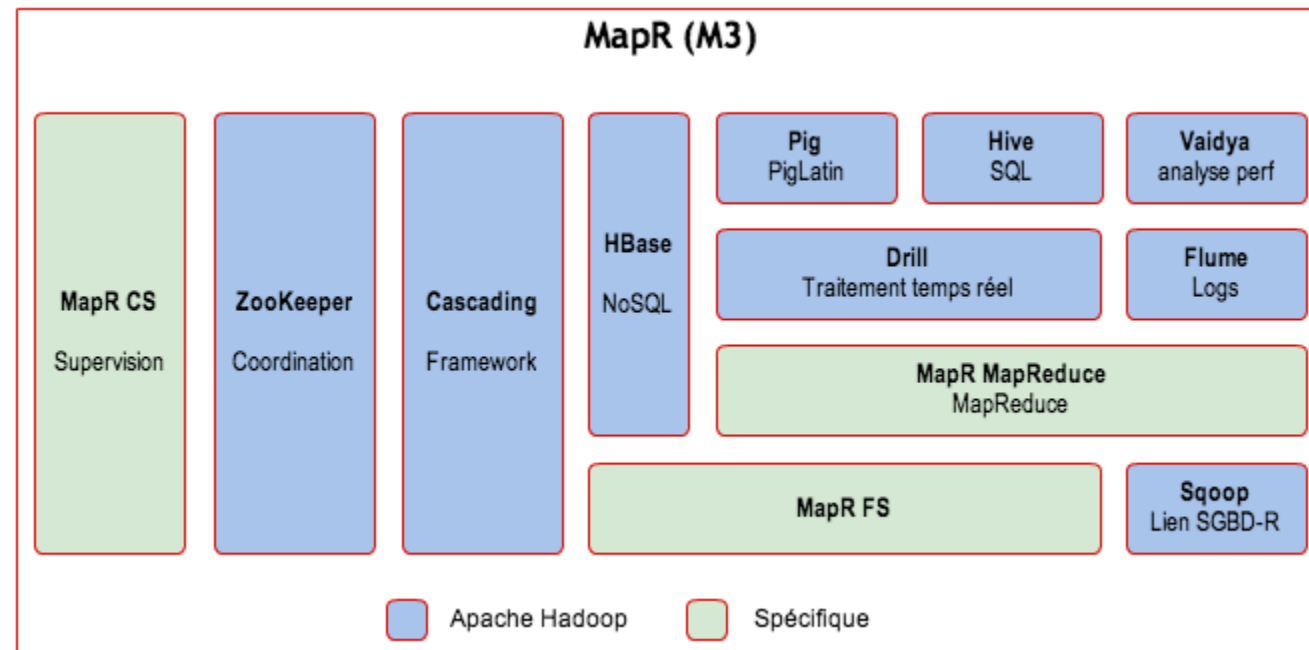 MapR (M3)
MapR CS
Supervision
ZooKeeper
Coordination
Cascading
Framework
HBase
NoSQL
Pig
PigLatin
Hive
SQL
Vaidya
analyse perf
Drill
Traitement temps réel
Flume
Logs
MapR MapReduce
MapReduce
MapR FS
Sqoop
Lien SGBD-R
Apache Hadoop
Spécifique